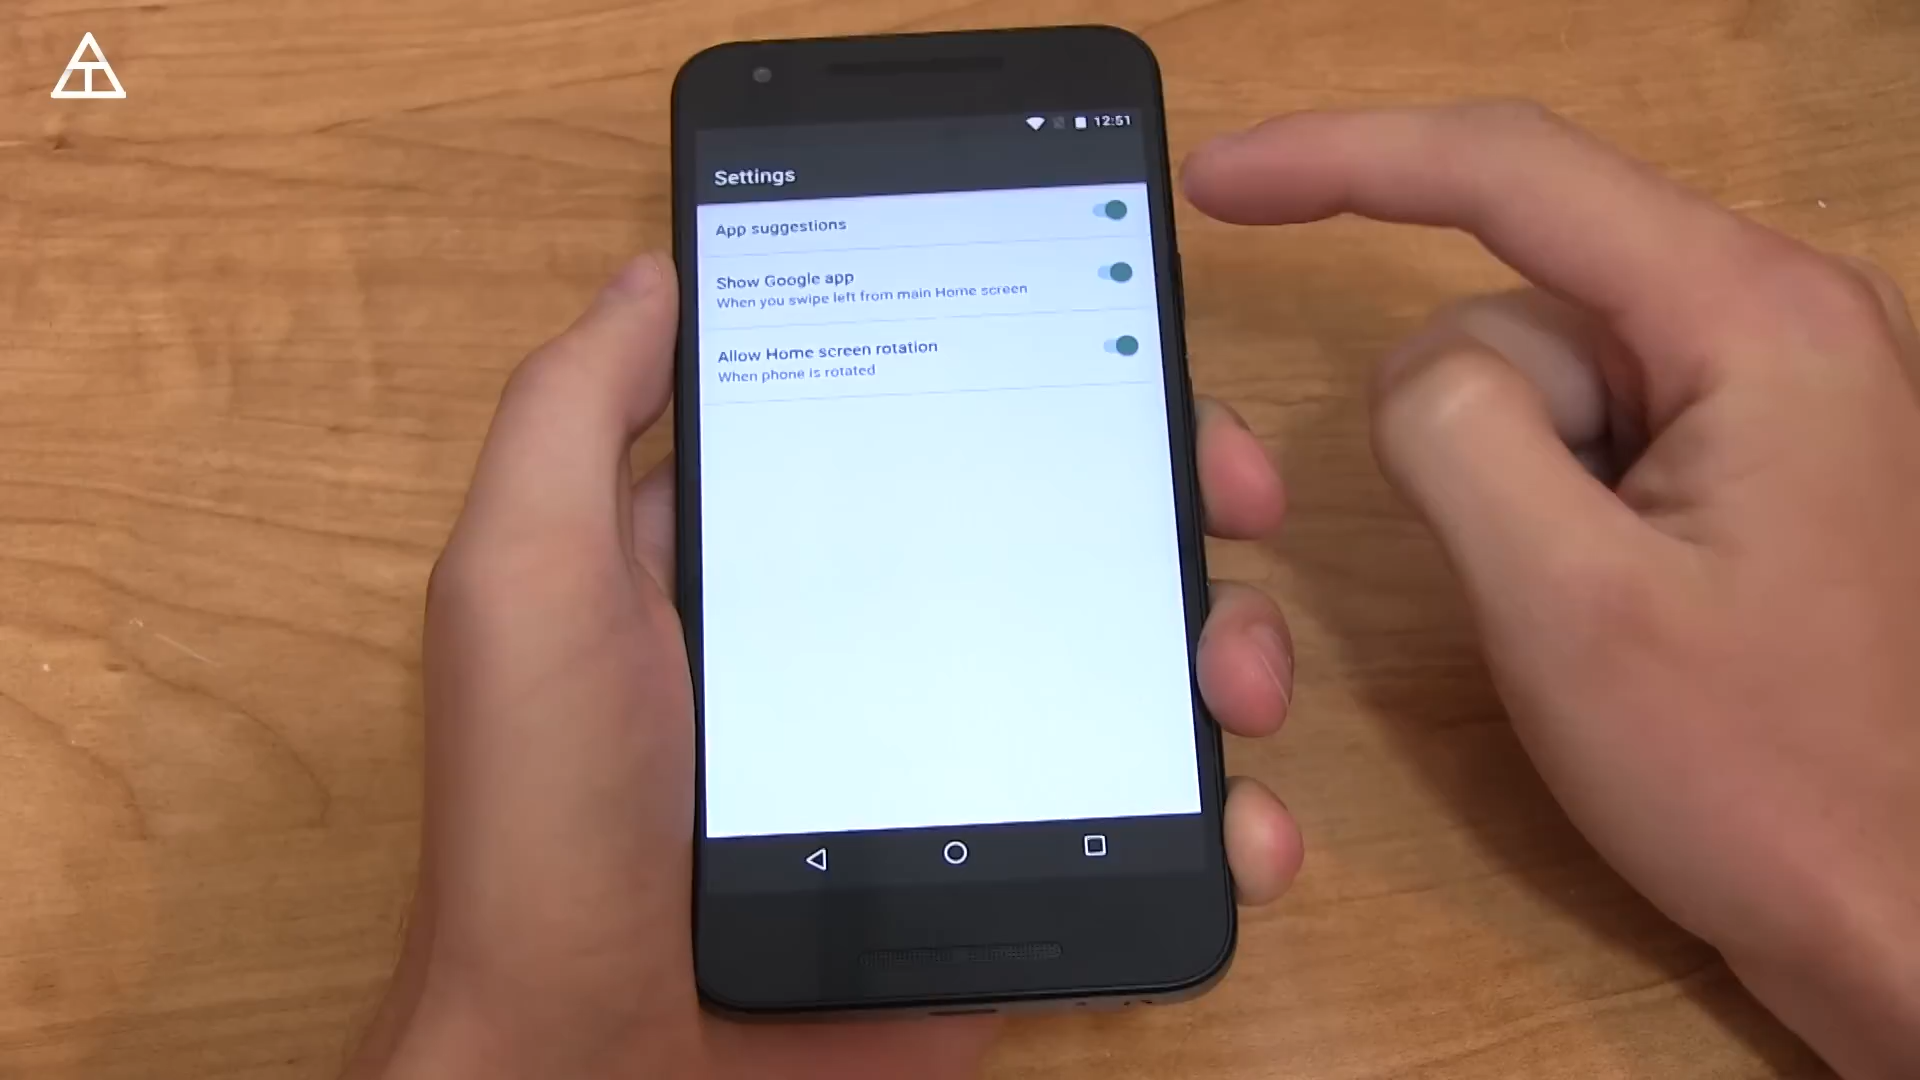 12:51
Settings
App suggestions
Show Google app
When you swipe left from main Home screen
Allow Home screen rotation
When phone is rotated